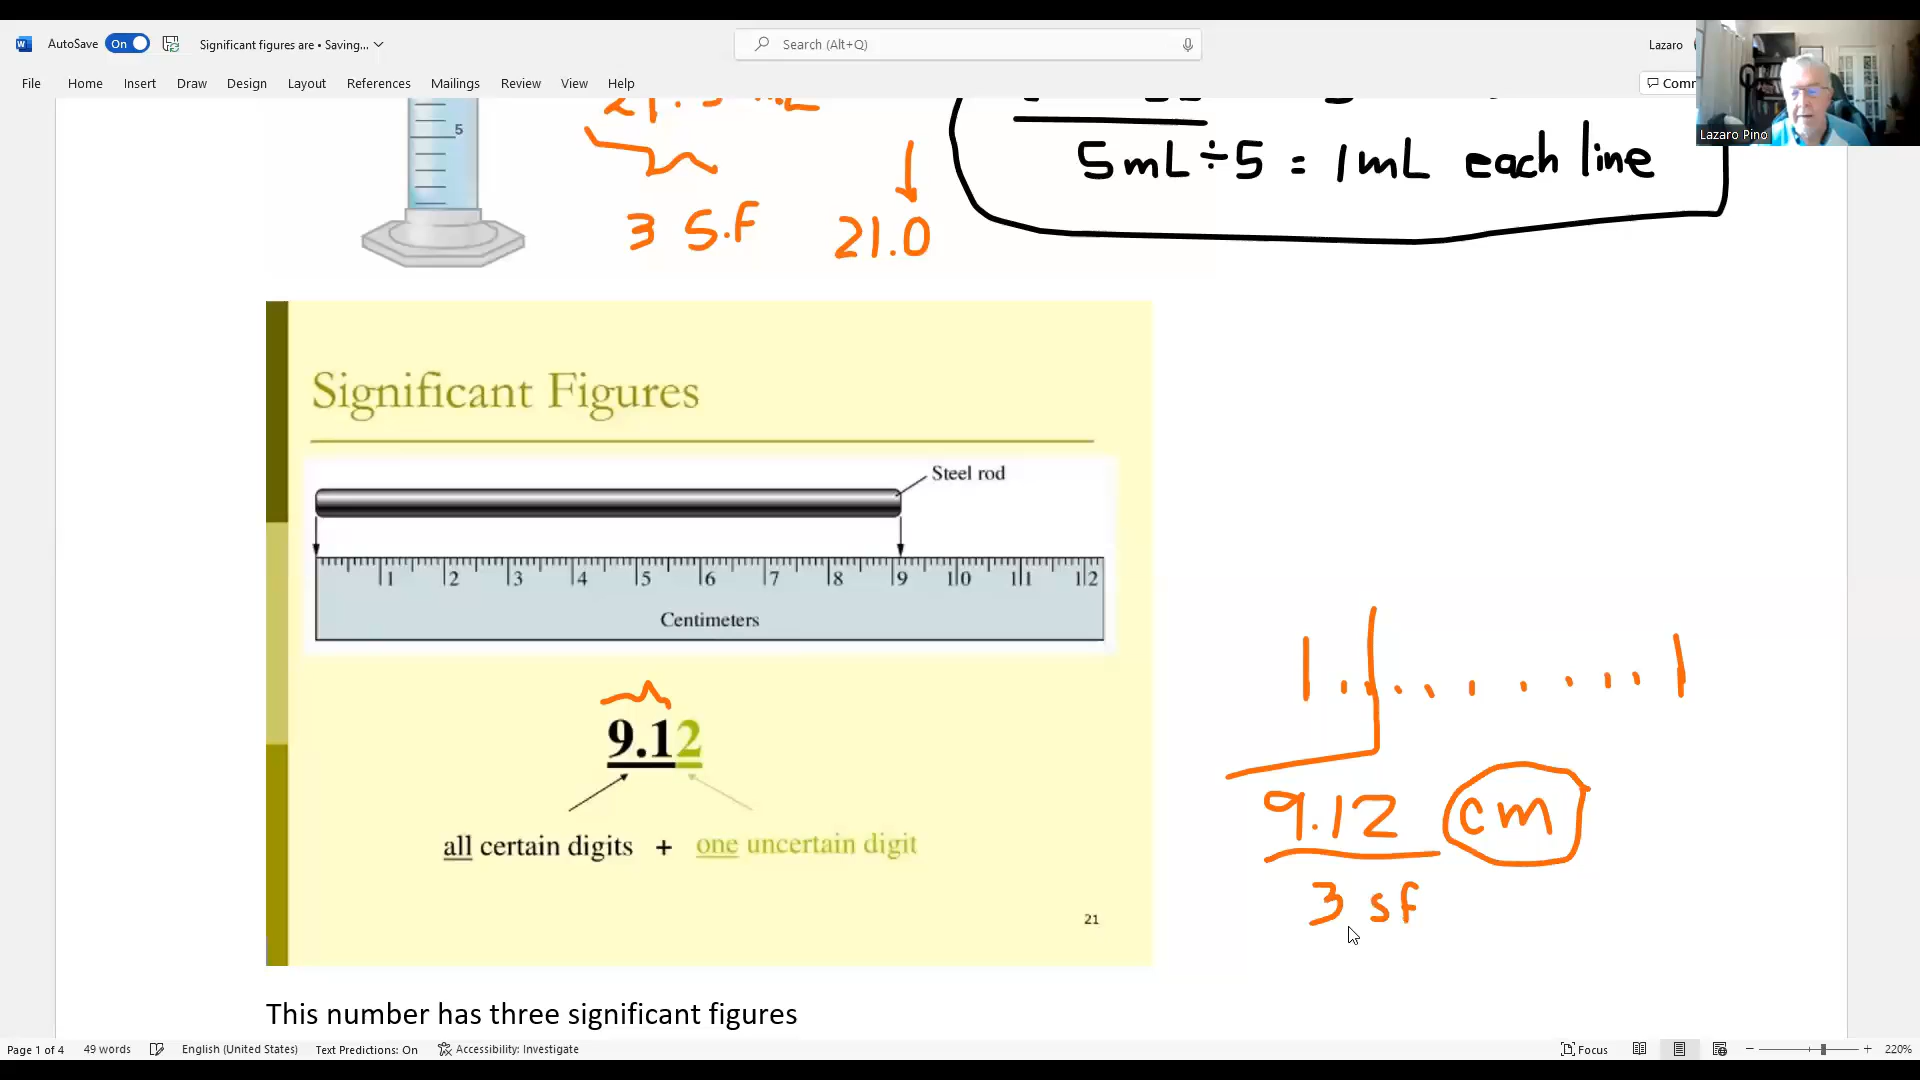 AutoSave On Significant figures are • Saving... Search (Alt+Q) Lazaro
File Home Insert Draw Design Layout References Mailings Review View Help
Lazaro Pino
5
5 mL ÷ 5 = 1 mL each line
3 S.F 21.0
Significant Figures
Steel rod
1 2 3 4 5 6 7 8 9 10 11 12
Centimeters
9.12
9.12 cm
all certain digits + one uncertain digit
3 sf
21
This number has three significant figures
Page 1 of 4 49 words English (United States) Text Predictions: On Accessibility: Investigate Focus 220%